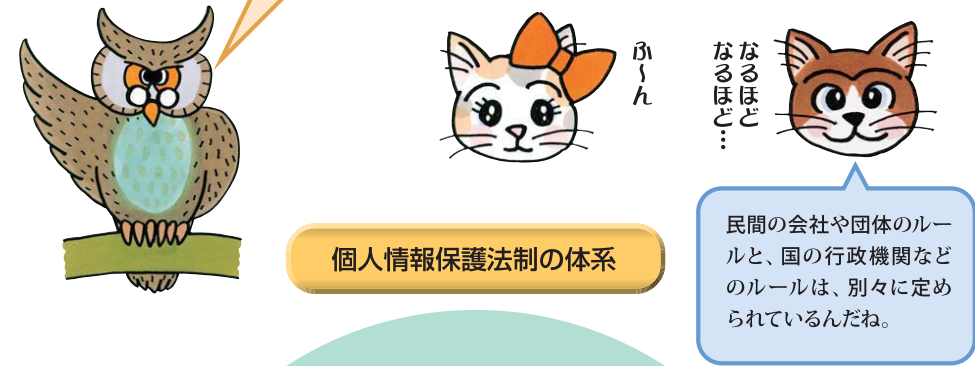 ふ～ん
なるほど
なるほど…
個人情報保護法制の体系
民間の会社や団体のルー
ルと、国の行政機関など
のルールは、別々に定め
られているんだね。